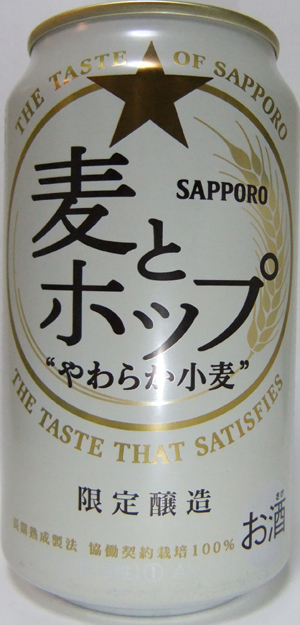 THE TASTE OF SAPPORO
SAPPORO
麦と
ホップ
“やわらか小麦”
THE TASTE THAT SATISFIES
限定醸造
さけ
お酒
長期熟成製法 協働契約栽培100%